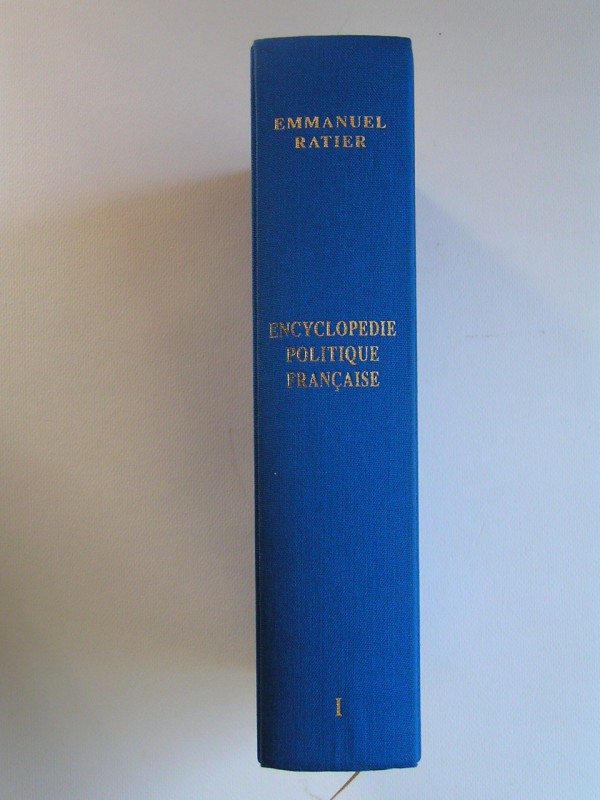 EMMANUEL
RATIER
ENCYCLOPEDIE
POLITIQUE
FRANÇAISE
I